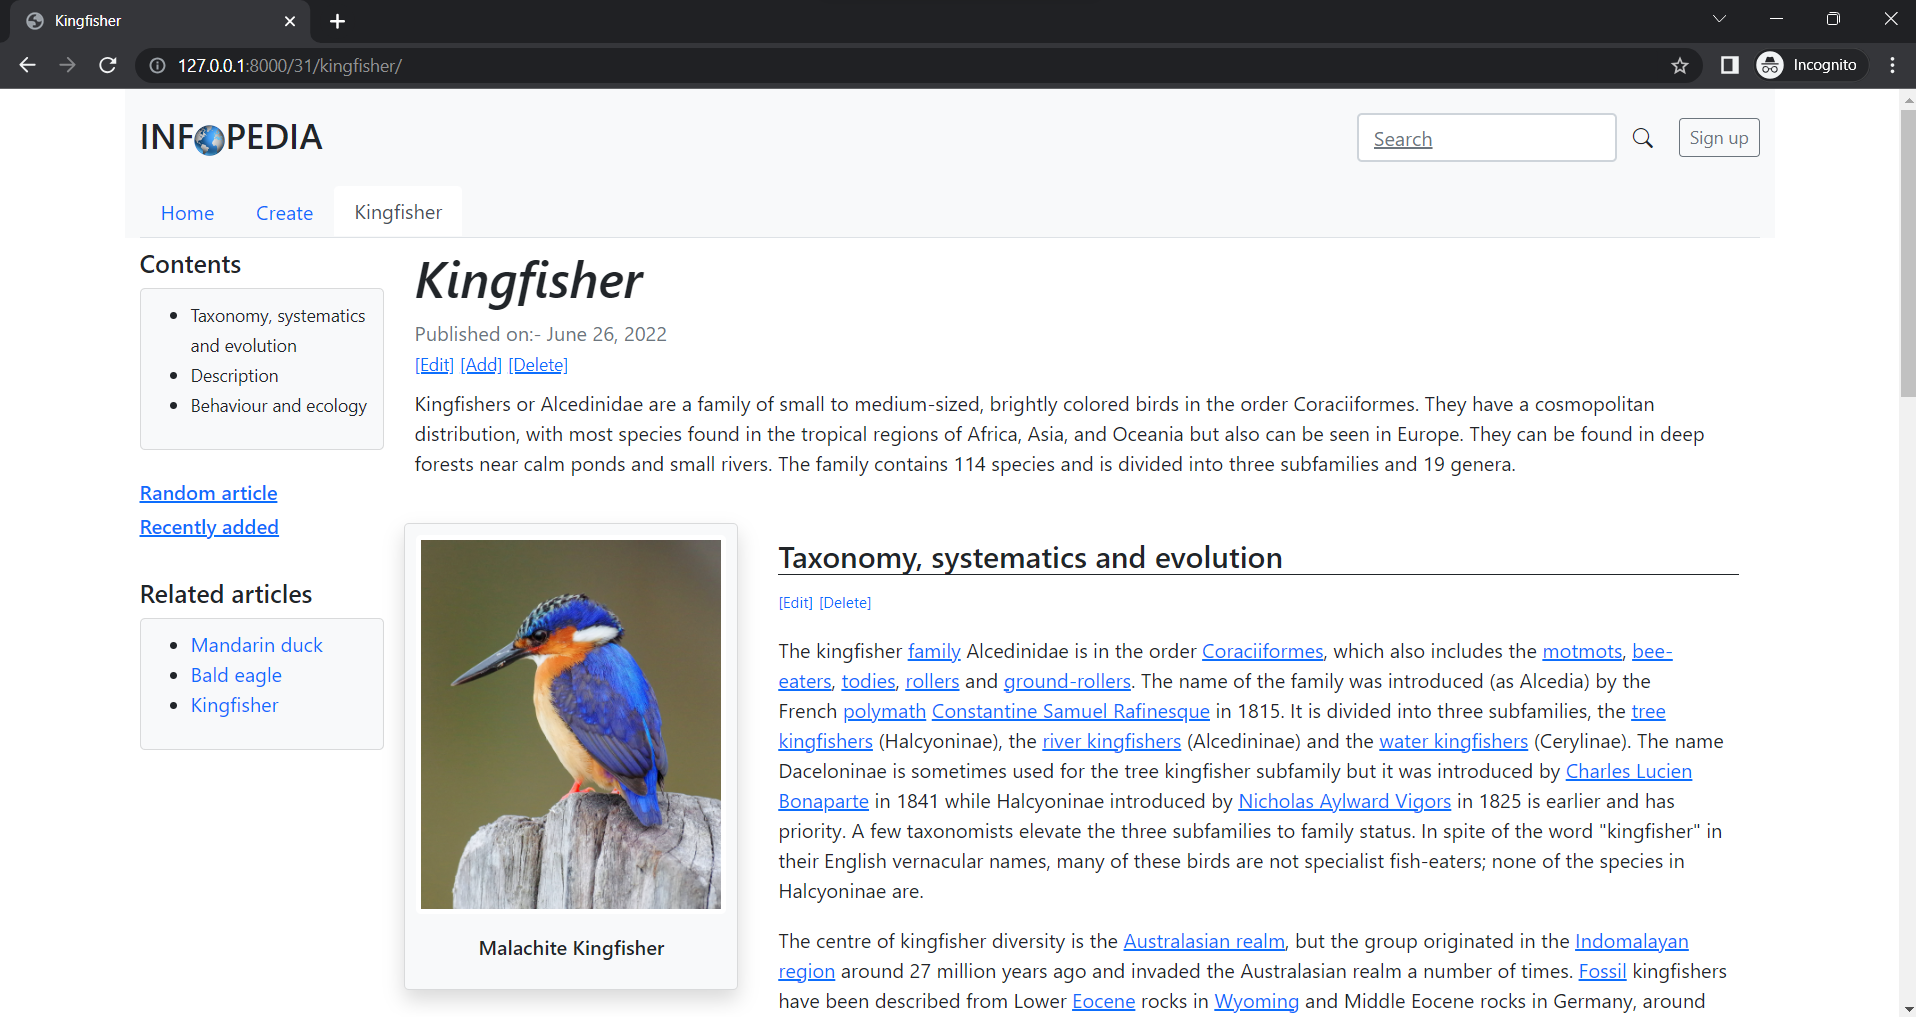 Kingfisher
127.0.0.1:8000/31/kingfisher/
Incognito
INFOPEDIA
Search
Sign up
Home
Create
Kingfisher
Contents
Taxonomy, systematics
and evolution
Description
Behaviour and ecology
Random article
Recently added
Related articles
Mandarin duck
Bald eagle
Kingfisher
Kingfisher
Published on:- June 26, 2022
[Edit] [Add] [Delete]
Kingfishers or Alcedinidae are a family of small to medium-sized, brightly colored birds in the order Coraciiformes. They have a cosmopolitan
distribution, with most species found in the tropical regions of Africa, Asia, and Oceania but also can be seen in Europe. They can be found in deep
forests near calm ponds and small rivers. The family contains 114 species and is divided into three subfamilies and 19 genera.
Malachite Kingfisher
Taxonomy, systematics and evolution
[Edit] [Delete]
The kingfisher family Alcedinidae is in the order Coraciiformes, which also includes the motmots, bee-
eaters, todies, rollers and ground-rollers. The name of the family was introduced (as Alcedia) by the
French polymath Constantine Samuel Rafinesque in 1815. It is divided into three subfamilies, the tree
kingfishers (Halcyoninae), the river kingfishers (Alcedininae) and the water kingfishers (Cerylinae). The name
Daceloninae is sometimes used for the tree kingfisher subfamily but it was introduced by Charles Lucien
Bonaparte in 1841 while Halcyoninae introduced by Nicholas Aylward Vigors in 1825 is earlier and has
priority. A few taxonomists elevate the three subfamilies to family status. In spite of the word "kingfisher" in
their English vernacular names, many of these birds are not specialist fish-eaters; none of the species in
Halcyoninae are.
The centre of kingfisher diversity is the Australasian realm, but the group originated in the Indomalayan
region around 27 million years ago and invaded the Australasian realm a number of times. Fossil kingfishers
have been described from Lower Eocene rocks in Wyoming and Middle Eocene rocks in Germany, around